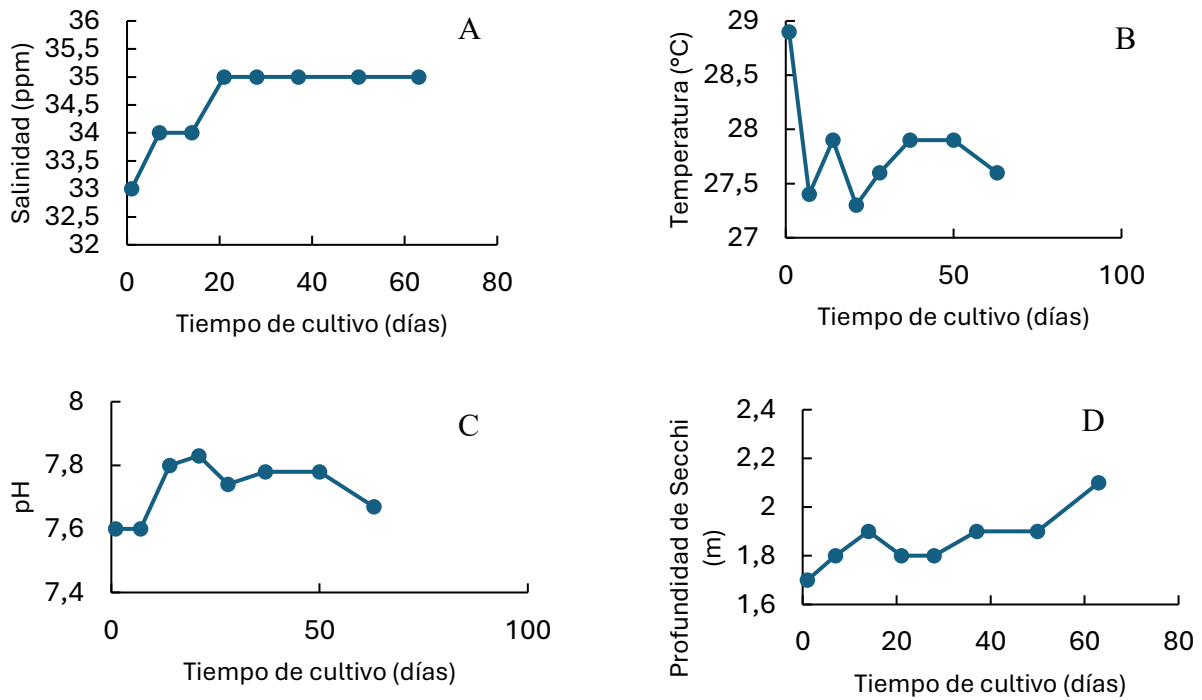 A
Salinidad (ppm)
36
35,5
35
34,5
34
33,5
33
32,5
32
0 20 40 60 80
Tiempo de cultivo (días)
B
Temperatura (°C)
29
28,5
28
27,5
27
0 50 100
Tiempo de cultivo (días)
C
pH
8
7,8
7,6
7,4
0 50 100
Tiempo de cultivo (días)
D
Profundidad de Secchi
(m)
2,4
2,2
2
1,8
1,6
0 20 40 60 80
Tiempo de cultivo (días)